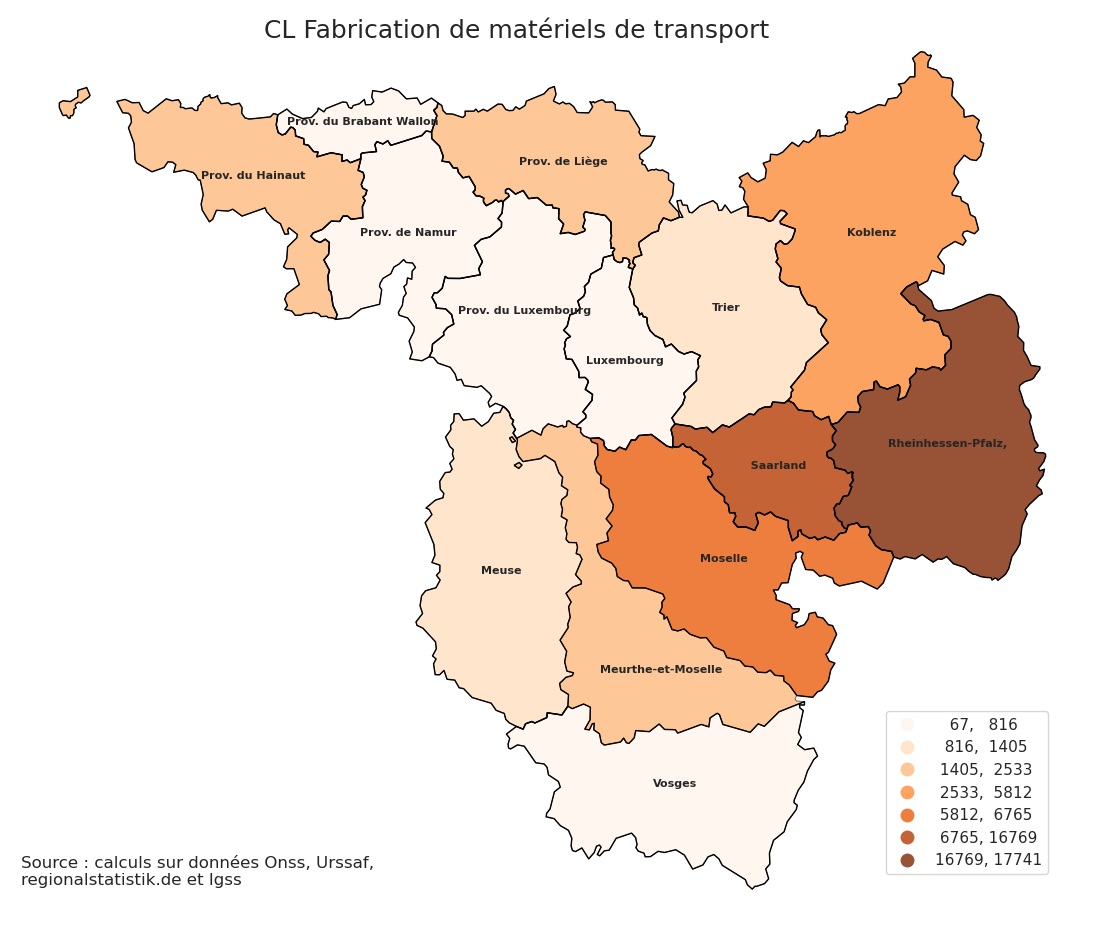 CL Fabrication de matériels de transport
Prov. du Brabant Wallon
Prov. de Liège
Prov. du Hainaut
Prov. de Namur
Koblenz
Trier
Prov. du Luxembourg
Luxembourg
Rheinhessen-Pfalz,
Saarland
Moselle
Meuse
Meurthe-et-Moselle
Vosges
67, 816
816, 1405
1405, 2533
2533, 5812
5812, 6765
6765, 16769
16769, 17741
Source : calculs sur données Onss, Urssaf,
regionalstatistik.de et Igss